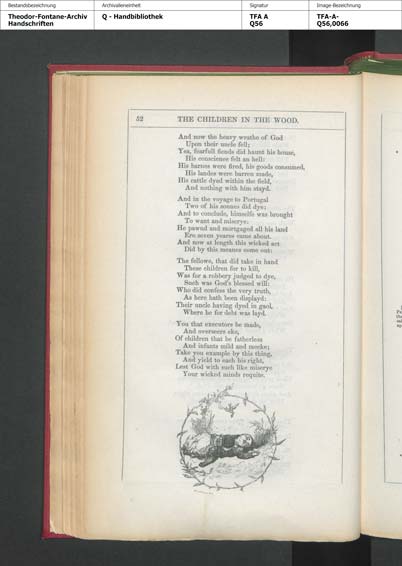 Bestandsbezeichnung
Archivalieneinheit
Signatur
Image-Bezeichnung
Theodor-Fontane-Archiv
Handschriften
Q - Handbibliothek
TFA A
Q56
TFA-A-
Q56,0066
52 THE CHILDREN IN THE WOOD.
And now the heavy wrathe of God
Upon their uncle fell;
Yea, fearfull fiends did haunt his house,
His conscience felt an hell:
His barnes were fired, his goods consumed,
His landes were barren made,
His cattle dyed within the field,
And nothing with him stayd.
And in the voyage to Portugal
Two of his sonnes did dye;
And to conclude, himselfe was brought
To want and miserye:
He pawnd and mortgaged all his land
Ere seven yeares came about.
And now at length this wicked act
Did by this meanes come out:
The fellowe, that did take in hand
These children for to kill,
Was for a robbery judged to dye,
Such was God's blessed will:
Who did confess the very truth,
As here hath been displayd:
Their uncle having dyed in gaol,
Where he for debt was layd.
You that executors be made,
And overseers eke,
Of children that be fatherless
And infants mild and meeke;
Take you example by this thing,
And yield to each his right,
Lest God with such like miserye
Your wicked minds requite.